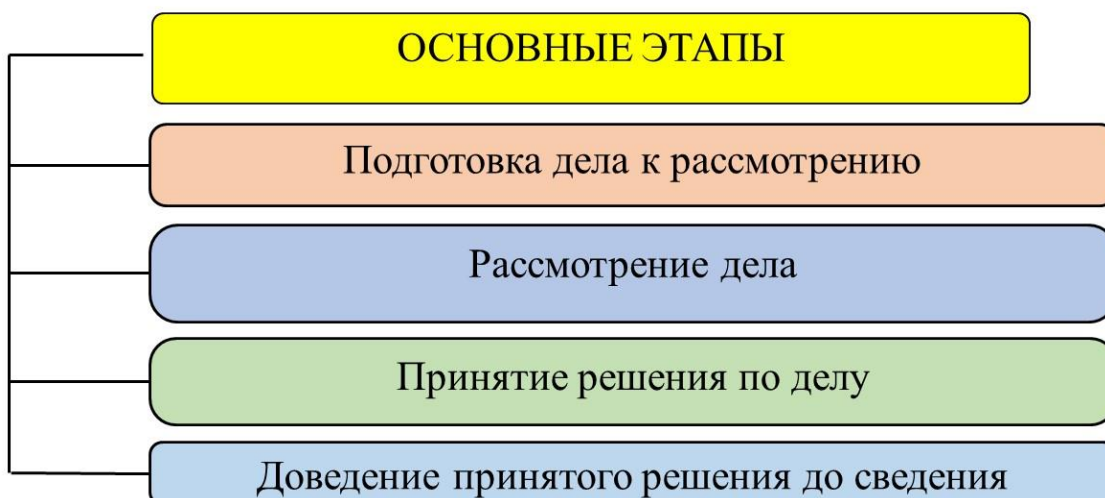 ОСНОВНЫЕ ЭТАПЫ
Подготовка дела к рассмотрению
Рассмотрение дела
Принятие решения по делу
Доведение принятого решения до сведения